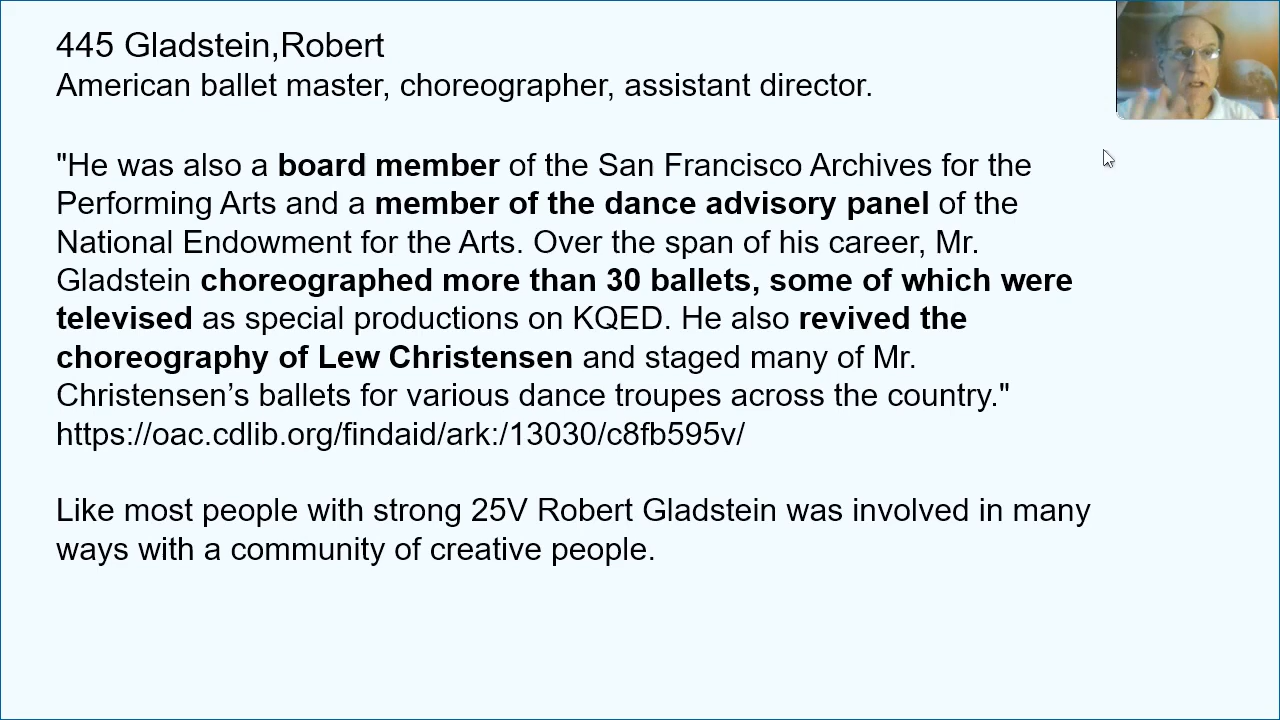 445 Gladstein,Robert
American ballet master, choreographer, assistant director.
"He was also a board member of the San Francisco Archives for the
Performing Arts and a member of the dance advisory panel of the
National Endowment for the Arts. Over the span of his career, Mr.
Gladstein choreographed more than 30 ballets, some of which were
televised as special productions on KQED. He also revived the
choreography of Lew Christensen and staged many of Mr.
Christensen’s ballets for various dance troupes across the country."
https://oac.cdlib.org/findaid/ark:/13030/c8fb595v/
Like most people with strong 25V Robert Gladstein was involved in many
ways with a community of creative people.